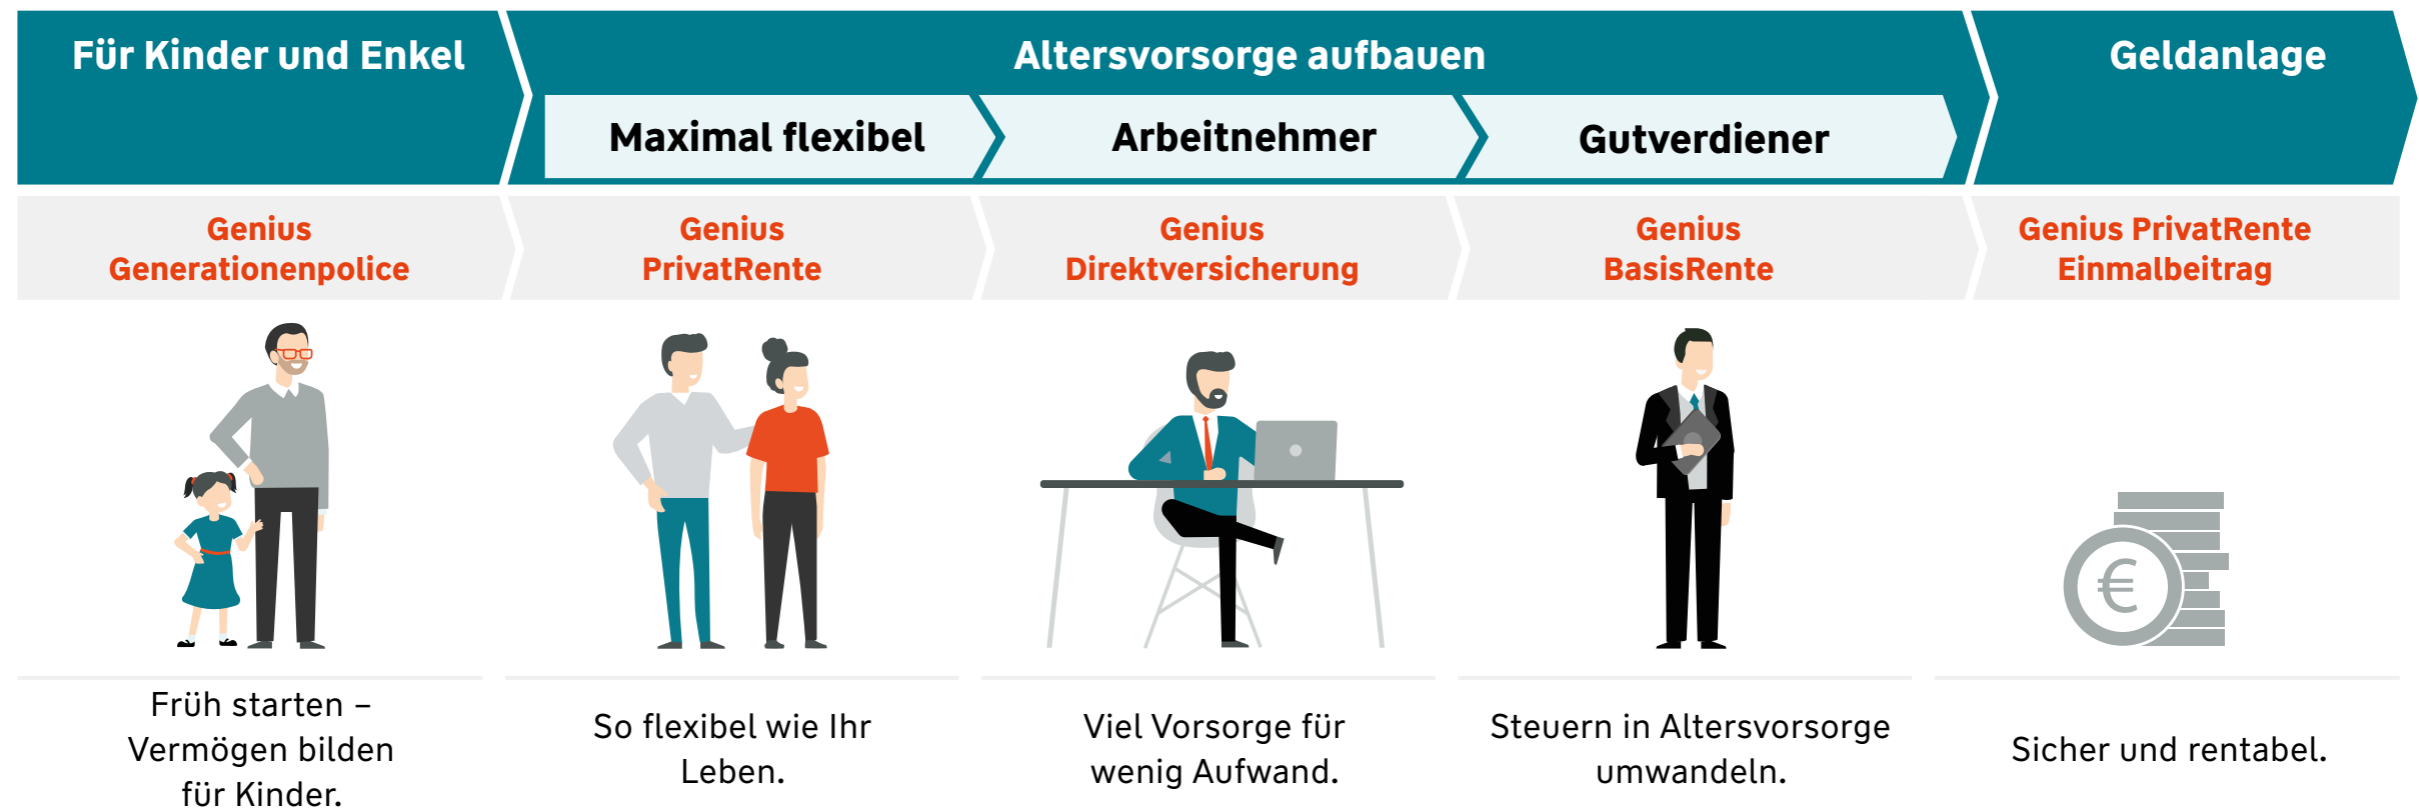 Für Kinder und Enkel
Altersvorsorge aufbauen
Geldanlage
Maximal flexibel
Arbeitnehmer
Gutverdiener
Genius
Generationenpolice
Genius
PrivatRente
Genius
Direktversicherung
Genius
BasisRente
Genius PrivatRente
Einmalbeitrag
€
Früh starten –
Vermögen bilden
für Kinder.
So flexibel wie Ihr
Leben.
Viel Vorsorge für
wenig Aufwand.
Steuern in Altersvorsorge
umwandeln.
Sicher und rentabel.